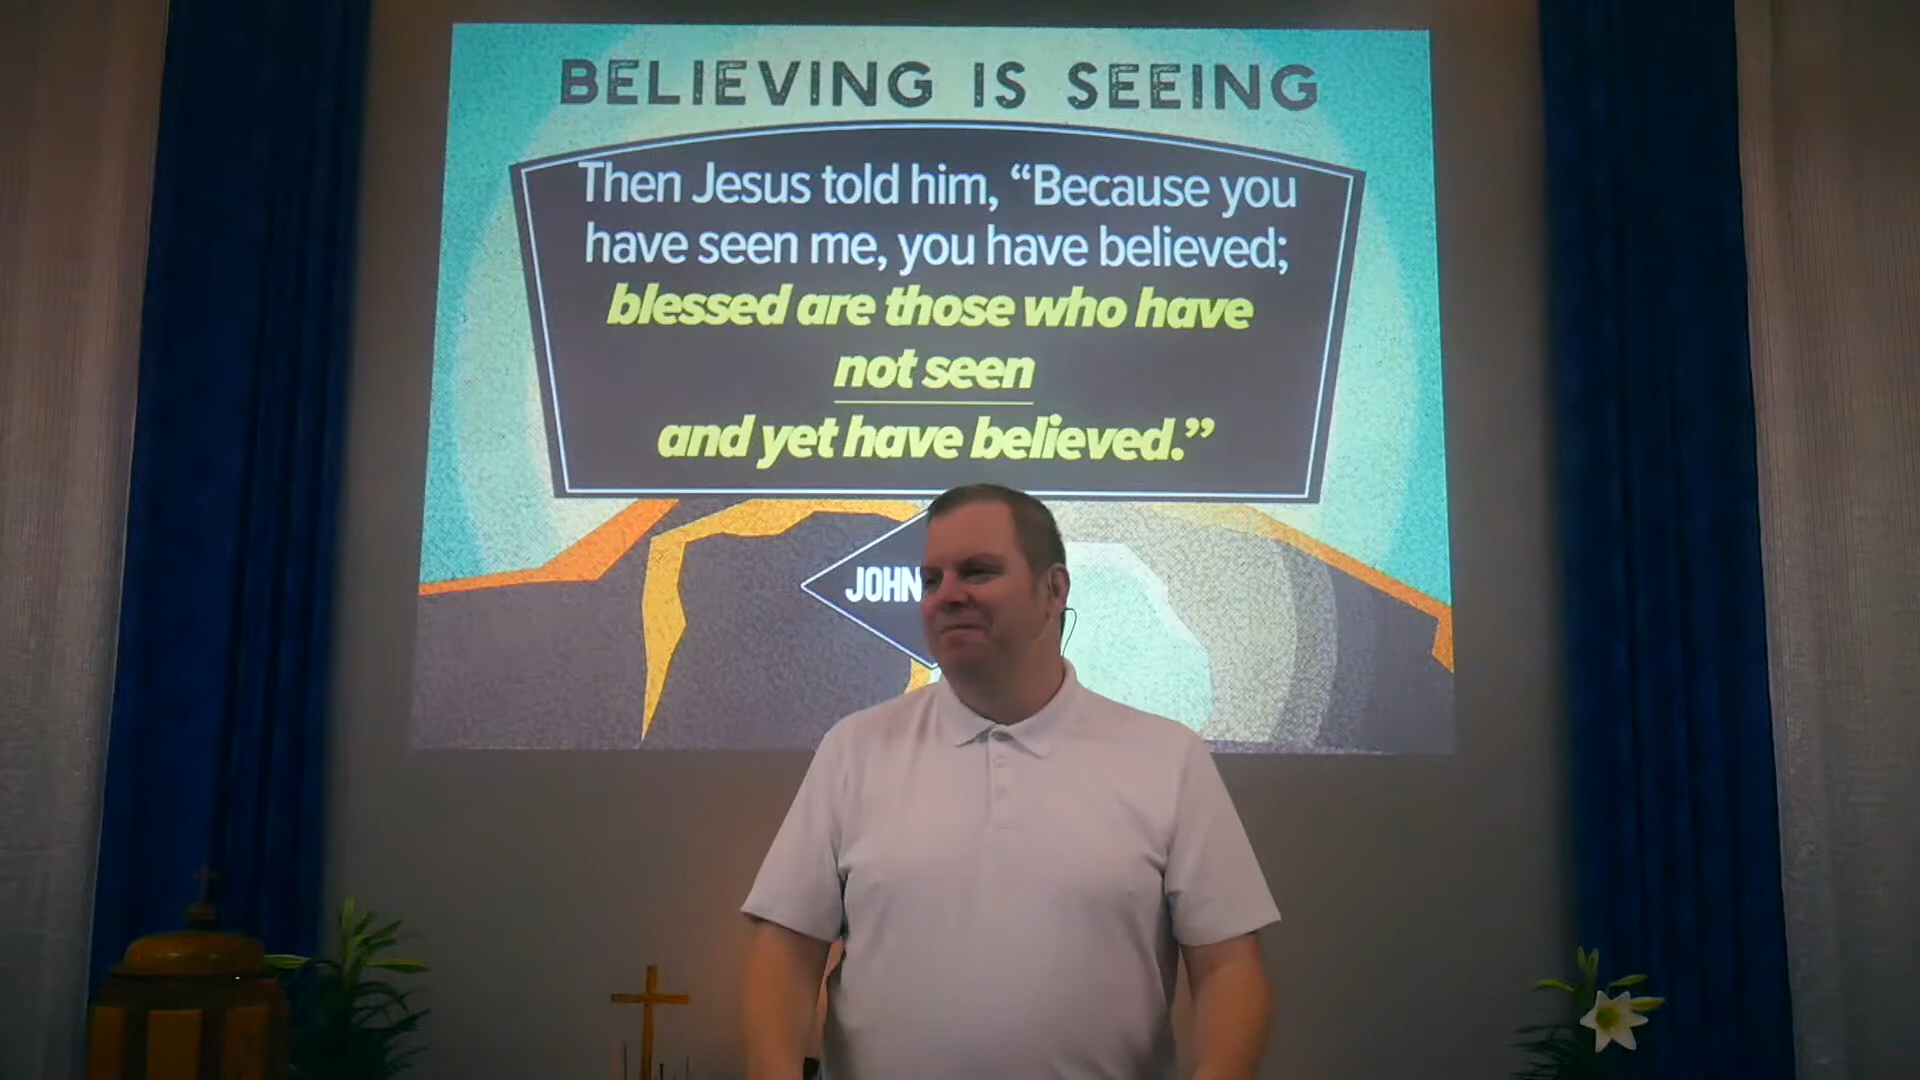 BELIEVING IS SEEING
Then Jesus told him, “Because you
have seen me, you have believed;
blessed are those who have
not seen
and yet have believed.”
JOHN